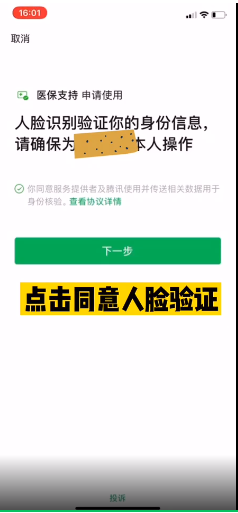 16:01
取消
医保支持 申请使用
人脸识别验证你的身份信息，
请确保为 本人操作
你同意服务提供者及腾讯使用并传送相关数据用于
身份核验。查看协议详情
下一步
点击同意人脸验证
投诉